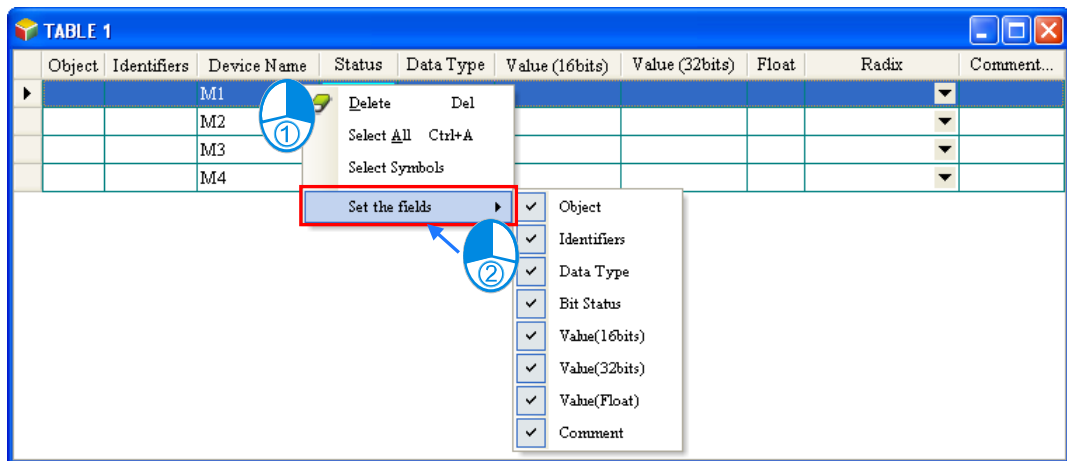 TABLE 1
Object Identifiers Device Name Status Data Type Value (16bits) Value (32bits) Float Radix Comment...
M1
M2
M3
M4
Delete Del
Select All Ctrl+A
Select Symbols
Set the fields
1
2
Object
Identifiers
Data Type
Bit Status
Value(16bits)
Value(32bits)
Value(Float)
Comment